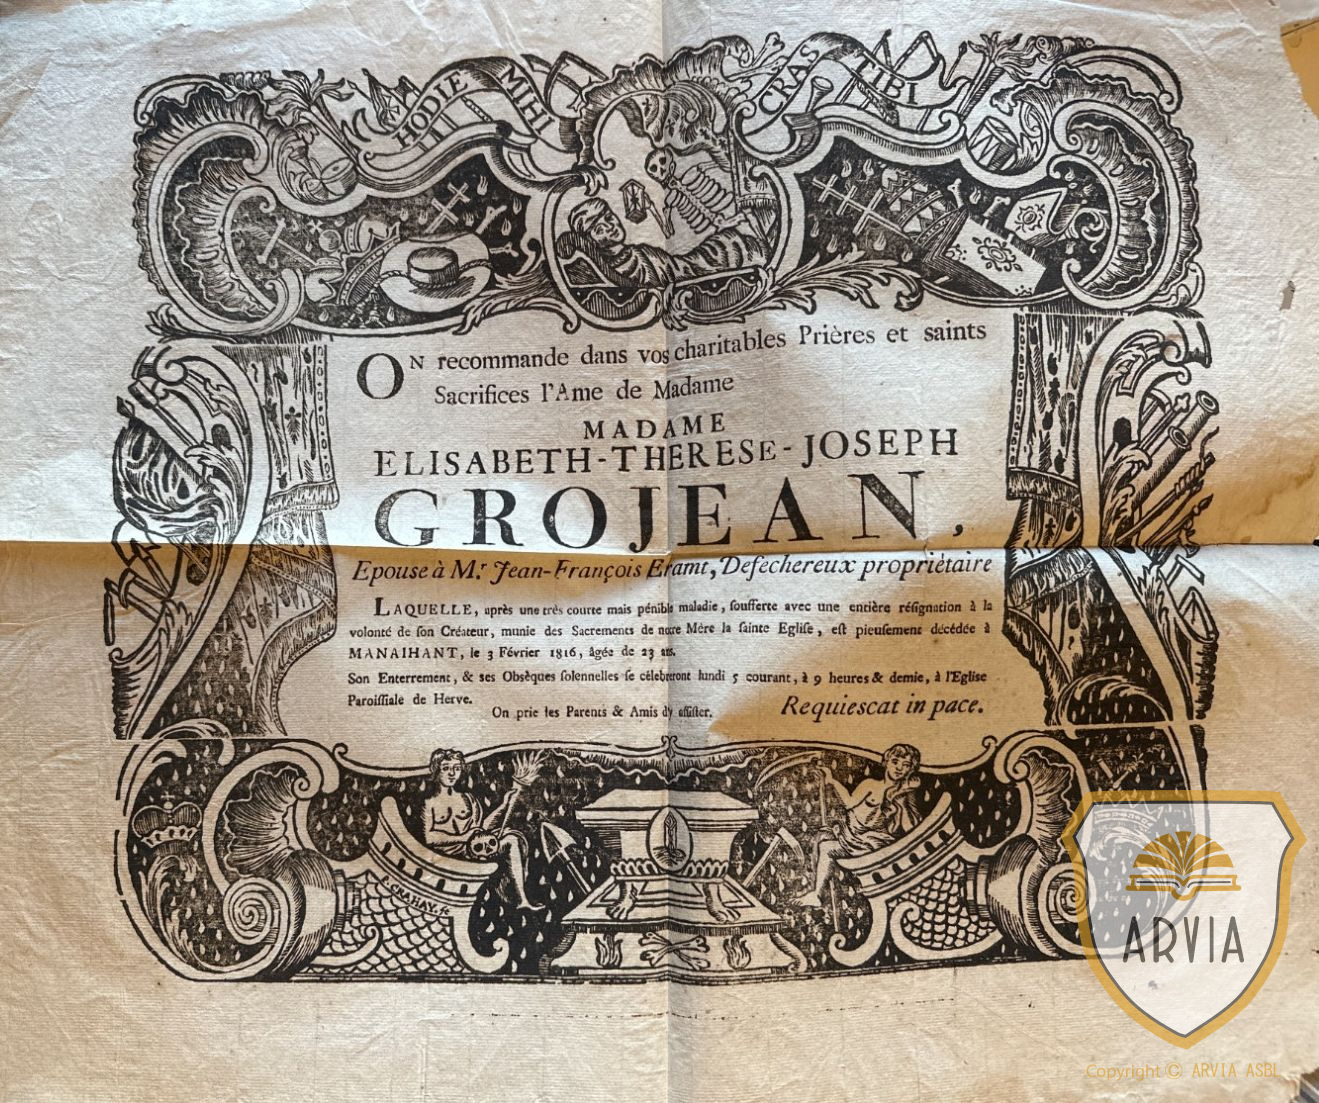 HODIE MIHI
CRAS TIBI
ON recommande dans vos charitables Prières et saints
Sacrifices l'Ame de Madame
MADAME
ELISABETH-THERESE-JOSEPH
GROJEAN,
Epouse à M.r Jean-François Eramt, Defechereux propriétaire
LAQUELLE, après une très courte mais pénible maladie, ſoufferte avec une entière réſignation à la
volonté de ſon Créateur, munie des Sacrements de notre Mère la ſainte Egliſe, eſt pieuſement décédée à
MANAIHANT, le 3 Février 1816, âgée de 23 ans.
Son Enterrement, & ses Obsèques ſolennelles ſe célebreront lundi 5 courant, à 9 heures & demie, à l'Egliſe
Paroiſſiale de Herve.
On prie les Parents & Amis d'y aſſiſter.
Requiescat in pace.
CRAHAY. fc
ARVIA
Copyright © ARVIA ASBL